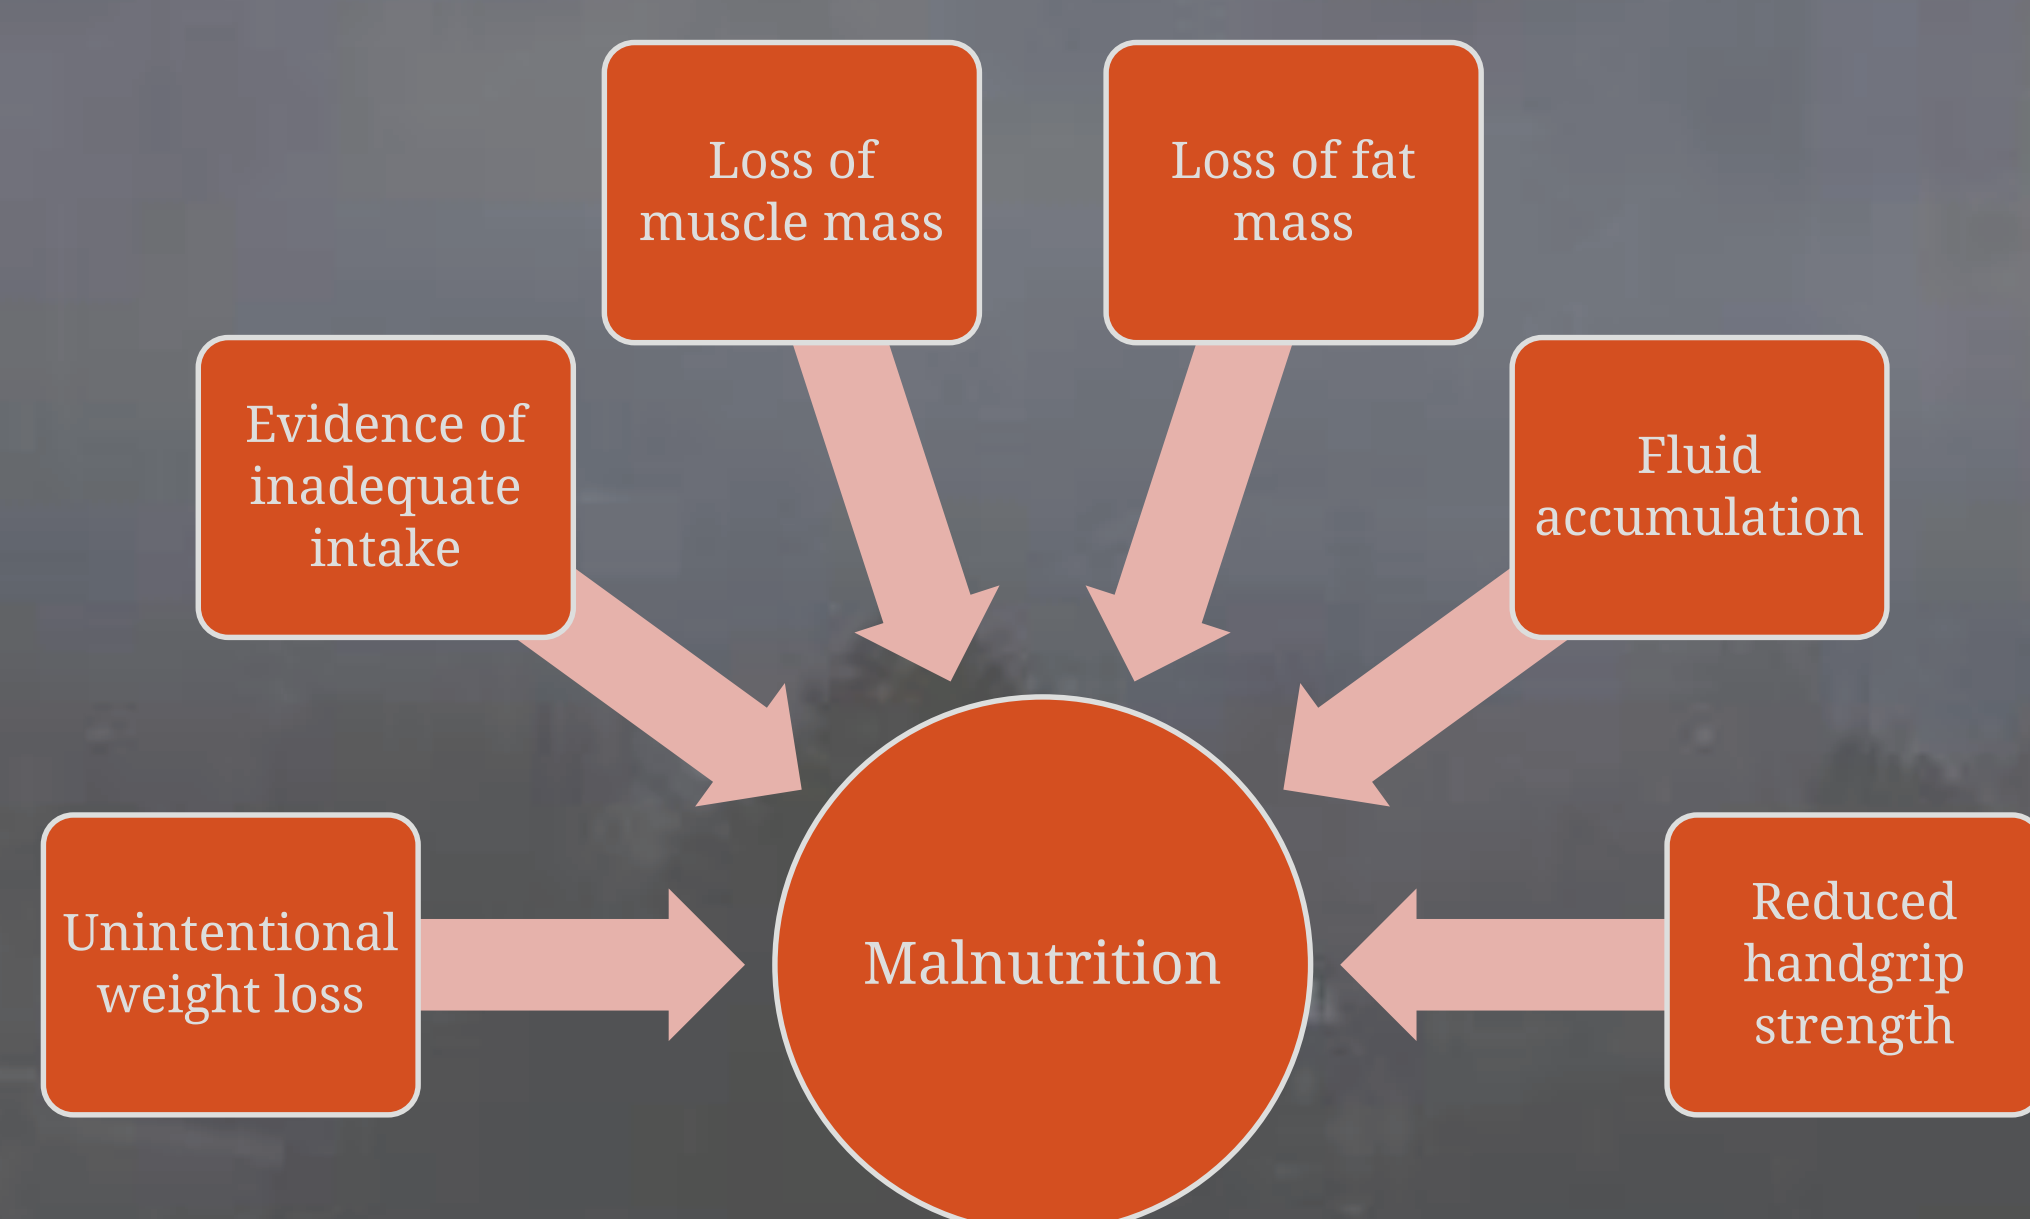 Loss of
muscle mass
Loss of fat
mass
Evidence of
inadequate
intake
Fluid
accumulation
Unintentional
weight loss
Malnutrition
Reduced
handgrip
strength